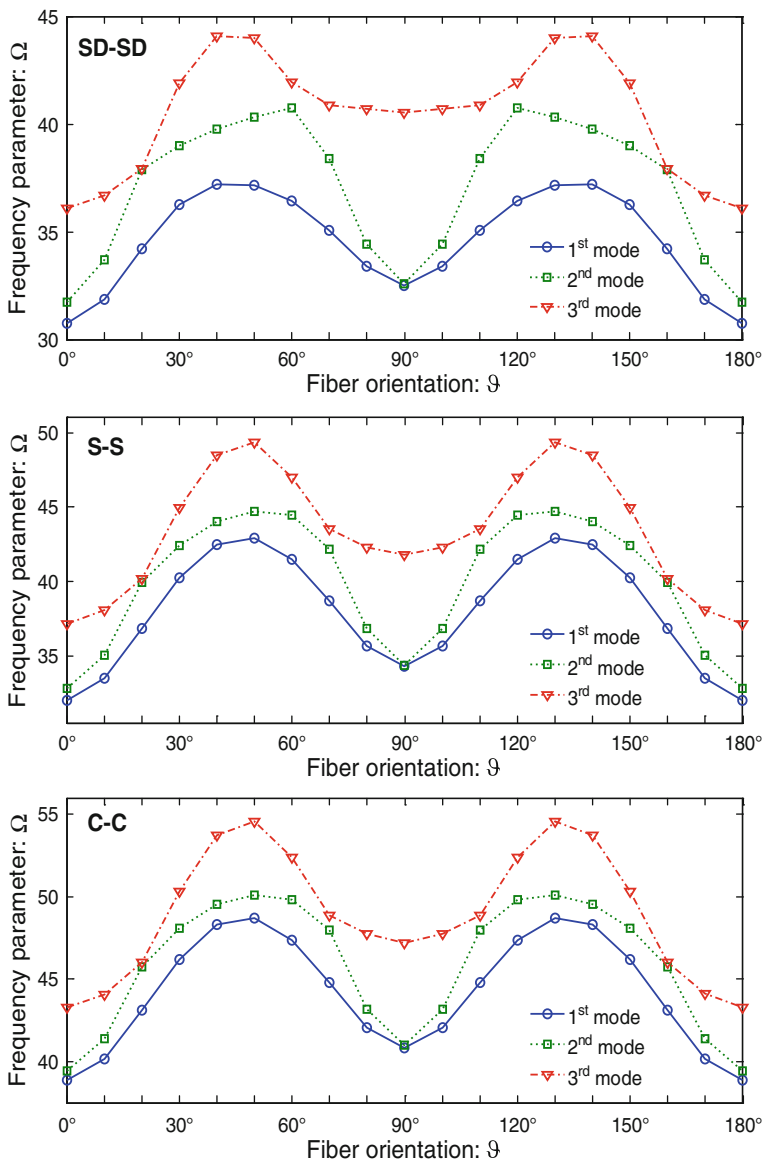 SD-SD
Frequency parameter: Ω
45
40
35
30
1st mode
2nd mode
3rd mode
0° 30° 60° 90° 120° 150° 180°
Fiber orientation: ϑ
S-S
Frequency parameter: Ω
50
45
40
35
1st mode
2nd mode
3rd mode
0° 30° 60° 90° 120° 150° 180°
Fiber orientation: ϑ
C-C
Frequency parameter: Ω
55
50
45
40
1st mode
2nd mode
3rd mode
0° 30° 60° 90° 120° 150° 180°
Fiber orientation: ϑ